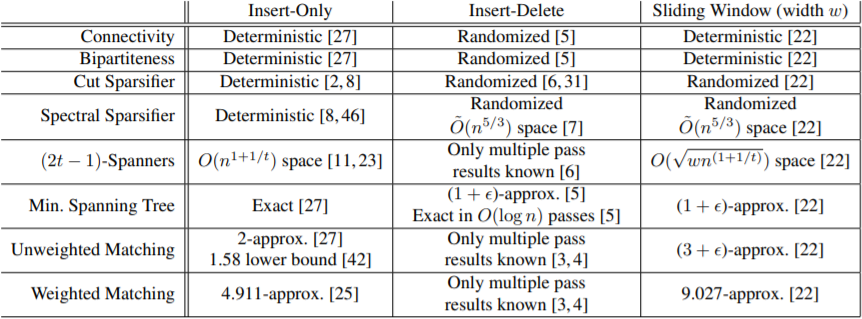 Insert-Only Insert-Delete Sliding Window (width w)
Connectivity Deterministic [27] Randomized [5] Deterministic [22]
Bipartiteness Deterministic [27] Randomized [5] Deterministic [22]
Cut Sparsifier Deterministic [2, 8] Randomized [6, 31] Randomized [22]
Spectral Sparsifier Deterministic [8, 46] Randomized Õ(n^{5/3}) space [7] Randomized Õ(n^{5/3}) space [22]
(2t − 1)-Spanners O(n^{1+1/t}) space [11, 23] Only multiple pass results known [6] O(√(wn^{(1+1/t)})) space [22]
Min. Spanning Tree Exact [27] (1 + ϵ)-approx. [5] Exact in O(log n) passes [5] (1 + ϵ)-approx. [22]
Unweighted Matching 2-approx. [27] 1.58 lower bound [42] Only multiple pass results known [3, 4] (3 + ϵ)-approx. [22]
Weighted Matching 4.911-approx. [25] Only multiple pass results known [3, 4] 9.027-approx. [22]